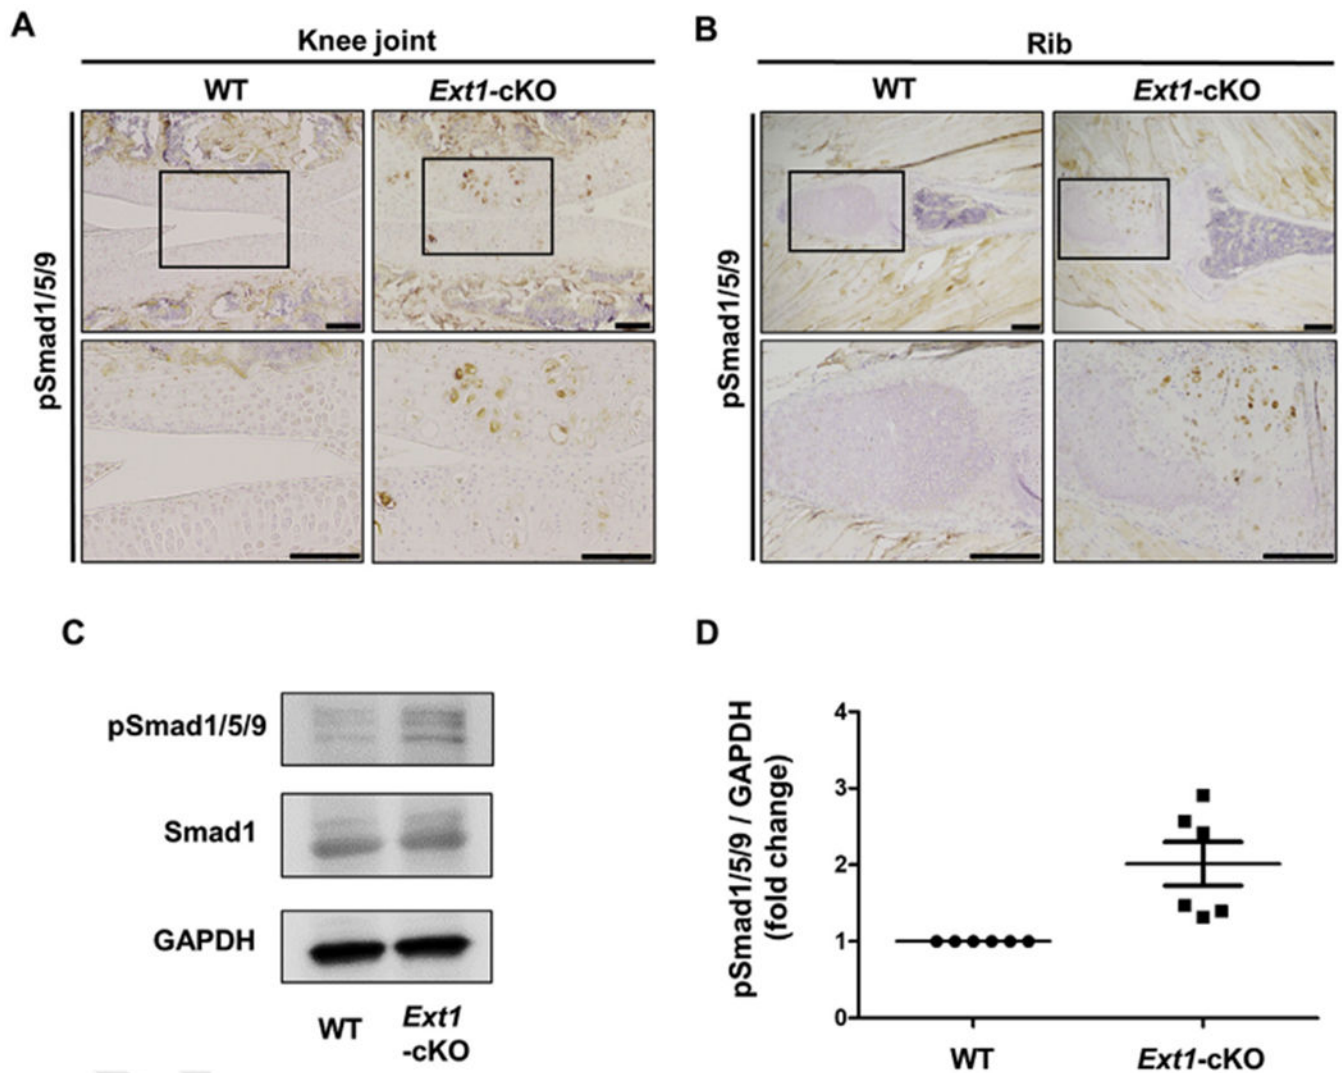 A
Knee joint
WT
Ext1-cKO
pSmad1/5/9
B
Rib
WT
Ext1-cKO
pSmad1/5/9
C
pSmad1/5/9
Smad1
GAPDH
WT
Ext1
-cKO
D
pSmad1/5/9 / GAPDH
(fold change)
4
3
2
1
0
WT
Ext1-cKO